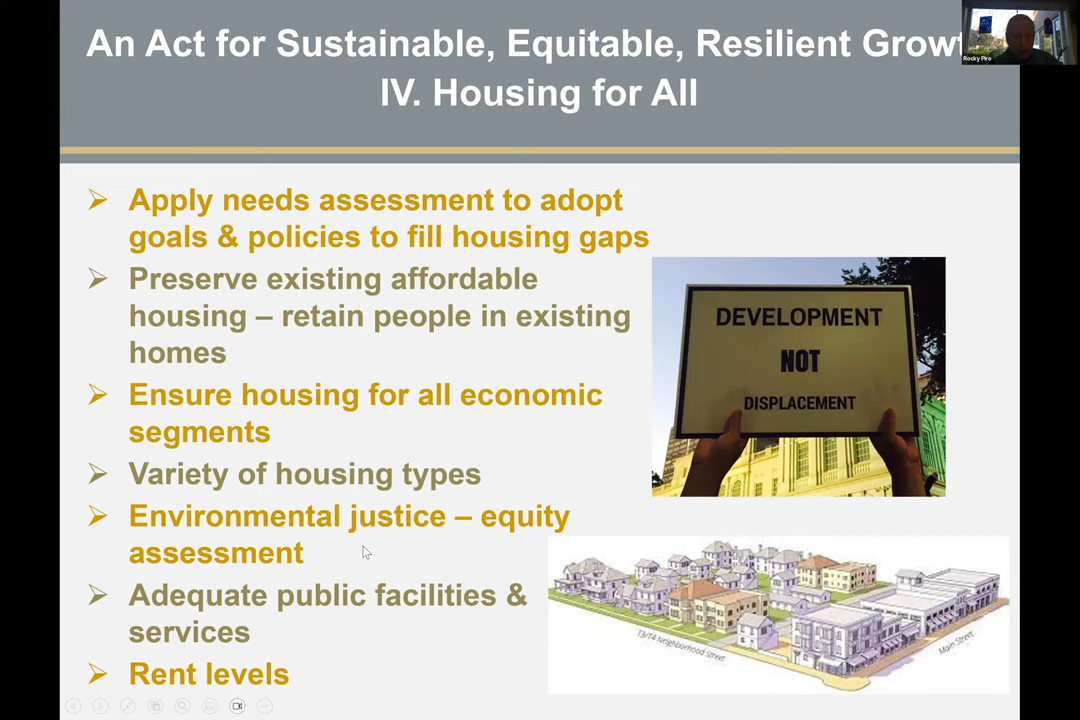 An Act for Sustainable, Equitable, Resilient Growt
IV. Housing for All
Rocky Piro
Apply needs assessment to adopt
goals & policies to fill housing gaps
Preserve existing affordable
housing – retain people in existing
homes
Ensure housing for all economic
segments
Variety of housing types
Environmental justice – equity
assessment
Adequate public facilities &
services
Rent levels
DEVELOPMENT
NOT
DISPLACEMENT
T3/T4 Neighborhood Street
Main Street